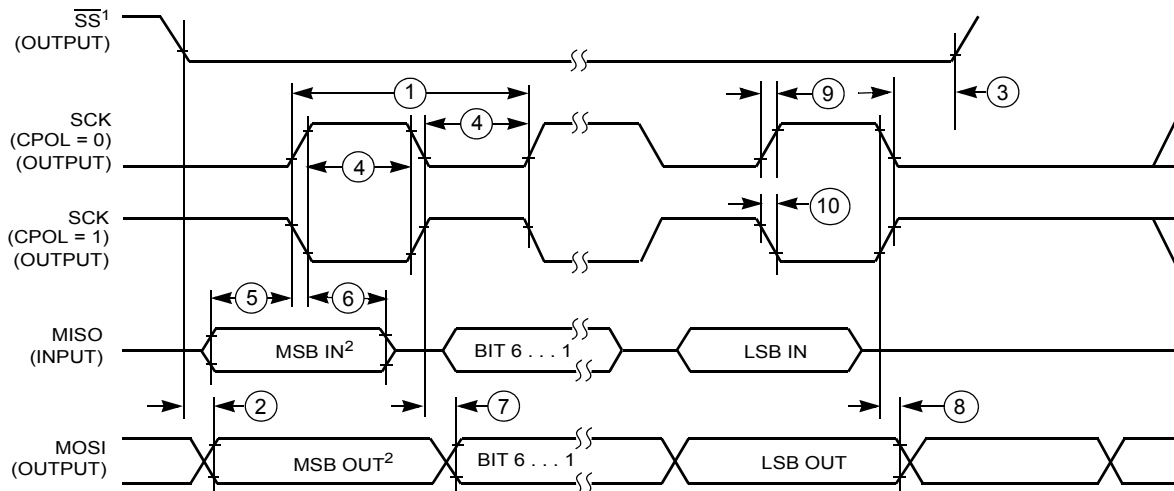 SS¹
(OUTPUT)
1
9
3
SCK
(CPOL = 0)
(OUTPUT)
4
4
SCK
(CPOL = 1)
(OUTPUT)
10
5
6
MISO
(INPUT)
MSB IN²
BIT 6 . . . 1
LSB IN
2
7
8
MOSI
(OUTPUT)
MSB OUT²
BIT 6 . . . 1
LSB OUT